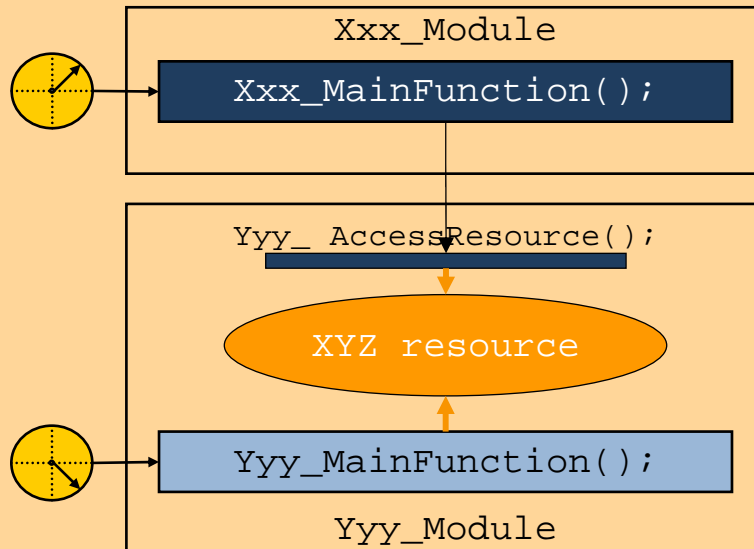 Xxx_Module
Xxx_MainFunction();
Yyy_ AccessResource();
XYZ resource
Yyy_MainFunction();
Yyy_Module